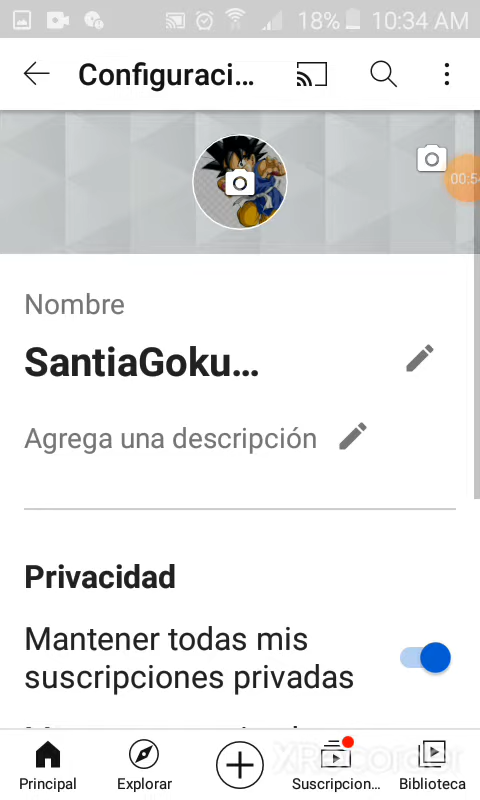 18% 10:34 AM
Configuraci...
Nombre
SantiaGoku...
Agrega una descripción
Privacidad
Mantener todas mis
suscripciones privadas
Principal
Explorar
Suscripcion...
Biblioteca
XRecorder